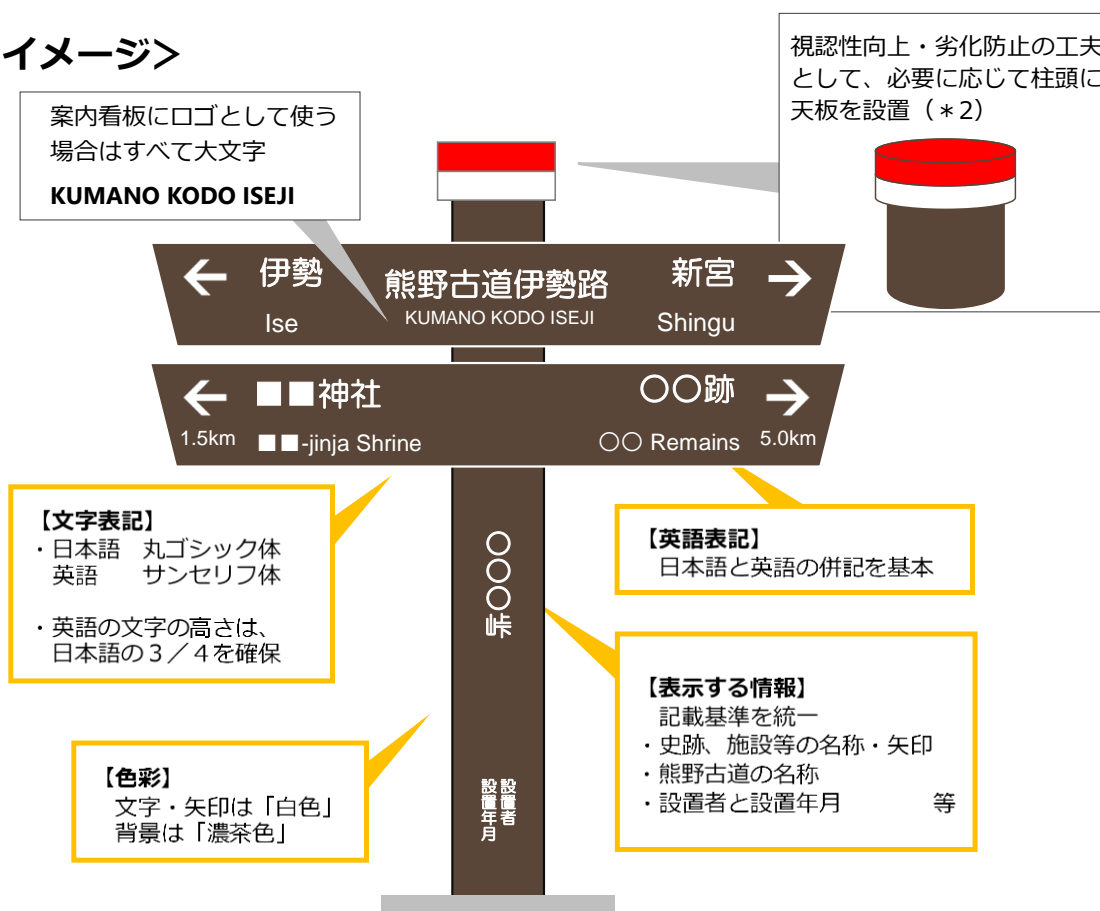 イメージ>
視認性向上・劣化防止の工夫
として、必要に応じて柱頭に
天板を設置（＊2）
案内看板にロゴとして使う
場合はすべて大文字
KUMANO KODO ISEJI
← 伊勢 熊野古道伊勢路 新宮 →
Ise KUMANO KODO ISEJI Shingu
← ■■神社 〇〇跡 →
1.5km ■■-jinja Shrine 〇〇 Remains 5.0km
【文字表記】
・日本語　丸ゴシック体
英語　　サンセリフ体
・英語の文字の高さは、
日本語の３／４を確保
【英語表記】
日本語と英語の併記を基本
〇〇〇峠
【表示する情報】
記載基準を統一
・史跡、施設等の名称・矢印
・熊野古道の名称
・設置者と設置年月　　　等
【色彩】
文字・矢印は「白色」
背景は「濃茶色」
設置者
設置年月